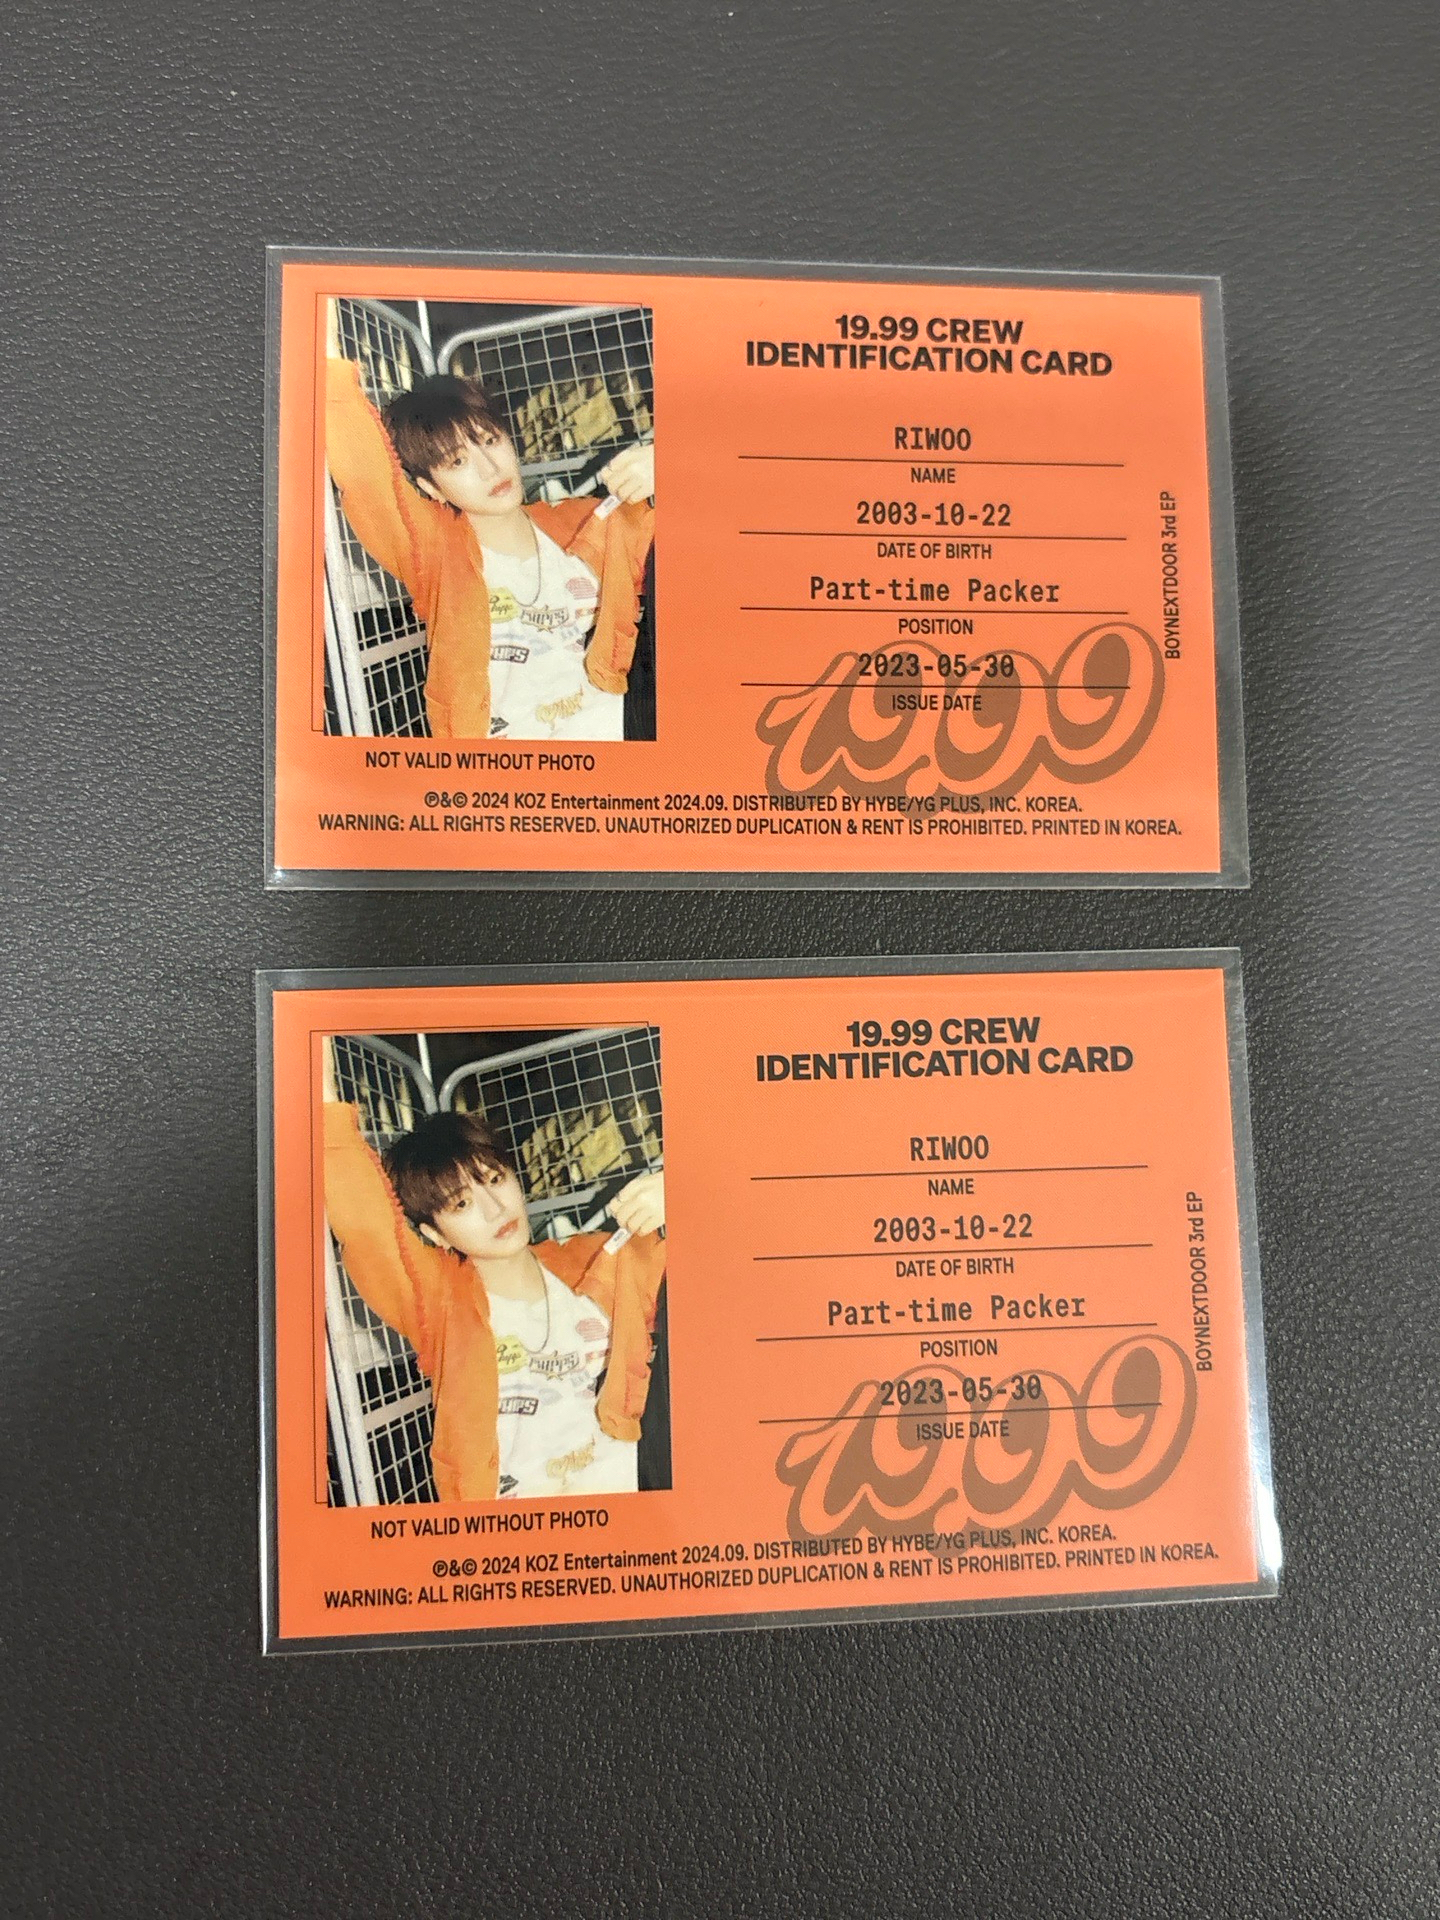 19.99 CREW
IDENTIFICATION CARD
RIWOO
NAME
2003-10-22
DATE OF BIRTH
Part-time Packer
POSITION
2023-05-30
ISSUE DATE
19.99
BOYNEXTDOOR 3rd EP
NOT VALID WITHOUT PHOTO
℗&© 2024 KOZ Entertainment 2024.09. DISTRIBUTED BY HYBE/YG PLUS, INC. KOREA.
WARNING: ALL RIGHTS RESERVED. UNAUTHORIZED DUPLICATION & RENT IS PROHIBITED. PRINTED IN KOREA.
19.99 CREW
IDENTIFICATION CARD
RIWOO
NAME
2003-10-22
DATE OF BIRTH
Part-time Packer
POSITION
2023-05-30
ISSUE DATE
19.99
BOYNEXTDOOR 3rd EP
NOT VALID WITHOUT PHOTO
℗&© 2024 KOZ Entertainment 2024.09. DISTRIBUTED BY HYBE/YG PLUS, INC. KOREA.
WARNING: ALL RIGHTS RESERVED. UNAUTHORIZED DUPLICATION & RENT IS PROHIBITED. PRINTED IN KOREA.